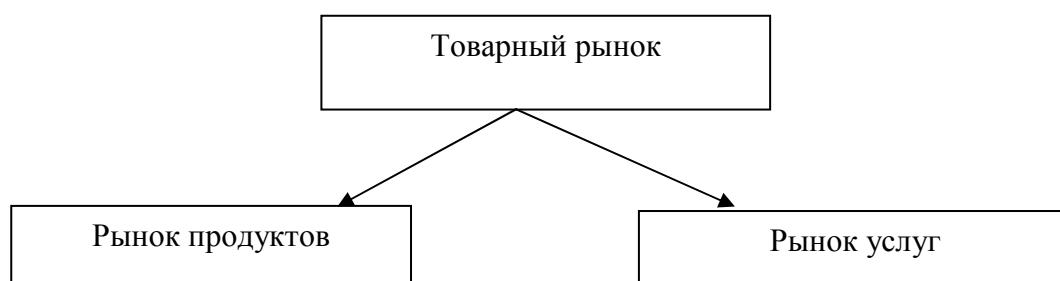 Товарный рынок
Рынок продуктов
Рынок услуг